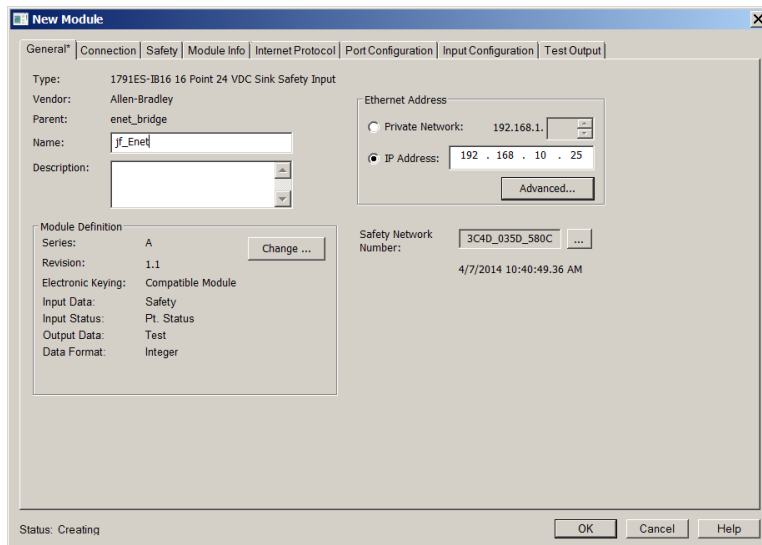 New Module
General* Connection Safety Module Info Internet Protocol Port Configuration Input Configuration Test Output
Type: 1791ES-IB16 16 Point 24 VDC Sink Safety Input
Vendor: Allen-Bradley
Parent: enet_bridge
Name: jf_Enet
Description:
Ethernet Address
Private Network: 192.168.1.
IP Address: 192 . 168 . 10 . 25
Advanced...
Module Definition
Series: A
Change ...
Revision: 1.1
Electronic Keying: Compatible Module
Input Data: Safety
Input Status: Pt. Status
Output Data: Test
Data Format: Integer
Safety Network
Number: 3C4D_035D_580C ...
4/7/2014 10:40:49.36 AM
Status: Creating
OK Cancel Help